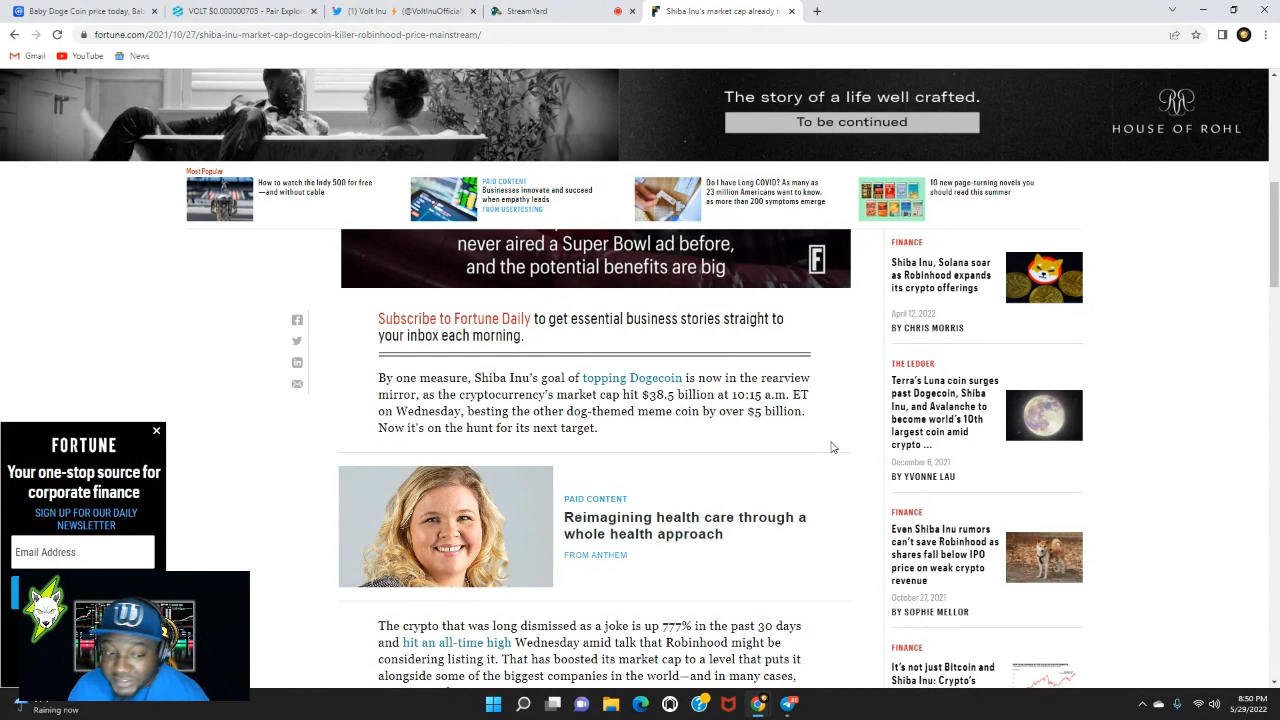 Baby Doge Coin price today, Bab
VOLT $0.000000705 - Pair Explor
Volt Inu⚡ (@VoltInuOfficial)
StreamYard
Shiba Inu's market cap already to
fortune.com/2021/10/27/shiba-inu-market-cap-dogecoin-killer-robinhood-price-mainstream/
Gmail
YouTube
News
The story of a life well crafted.
To be continued
HOUSE OF ROHL
Most Popular
How to watch the Indy 500 for free
—and without cable
PAID CONTENT
Businesses innovate and succeed
when empathy leads
FROM USERTESTING
Do I have Long COVID? As many as
23 million Americans want to know,
as more than 200 symptoms emerge
10 new page-turning novels you
should read this summer
never aired a Super Bowl ad before,
and the potential benefits are big
F
Subscribe to Fortune Daily to get essential business stories straight to
your inbox each morning.
By one measure, Shiba Inu's goal of topping Dogecoin is now in the rearview
mirror, as the cryptocurrency's market cap hit $38.5 billion at 10:15 a.m. ET
on Wednesday, besting the other dog-themed meme coin by over $5 billion.
Now it's on the hunt for its next target.
PAID CONTENT
Reimagining health care through a
whole health approach
FROM ANTHEM
The crypto that was long dismissed as a joke is up 777% in the past 30 days
and hit an all-time high Wednesday amid talk that Robinhood might be
considering listing it. That has boosted its market cap to a level that puts it
alongside some of the biggest companies in the world—and in many cases,
FINANCE
Shiba Inu, Solana soar
as Robinhood expands
its crypto offerings
April 12, 2022
BY CHRIS MORRIS
THE LEDGER
Terra's Luna coin surges
past Dogecoin, Shiba
Inu, and Avalanche to
become world's 10th
largest coin amid
crypto ...
December 6, 2021
BY YVONNE LAU
FINANCE
Even Shiba Inu rumors
can't save Robinhood as
shares fall below IPO
price on weak crypto
revenue
October 27, 2021
BY SOPHIE MELLOR
FINANCE
It's not just Bitcoin and
Shiba Inu: Crypto's
FORTUNE
Your one-stop source for
corporate finance
SIGN UP FOR OUR DAILY
NEWSLETTER
Email Address
Raining now
8:50 PM
5/29/2022